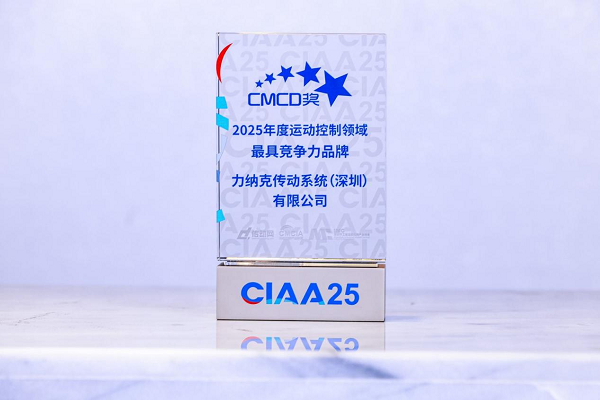 CIAA25 CIAA25
CMCD奖
2025年度运动控制领域
最具竞争力品牌
力纳克传动系统(深圳)
有限公司
CIAA25